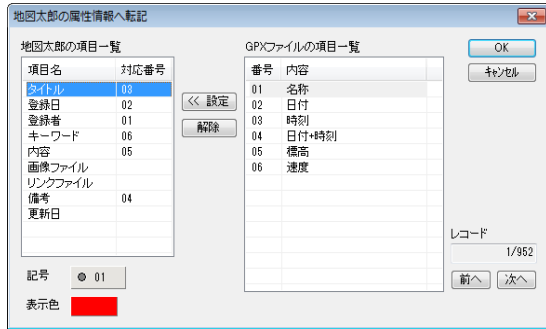 地図太郎の属性情報へ転記
地図太郎の項目一覧
項目名 対応番号
タイトル 03
登録日 02
登録者 01
キーワード 06
内容 05
画像ファイル
リンクファイル
備考 04
更新日
<< 設定
解除
GPXファイルの項目一覧
番号 内容
01 名称
02 日付
03 時刻
04 日付+時刻
05 標高
06 速度
OK
キャンセル
レコード
1/952
前へ 次へ
記号 01
表示色